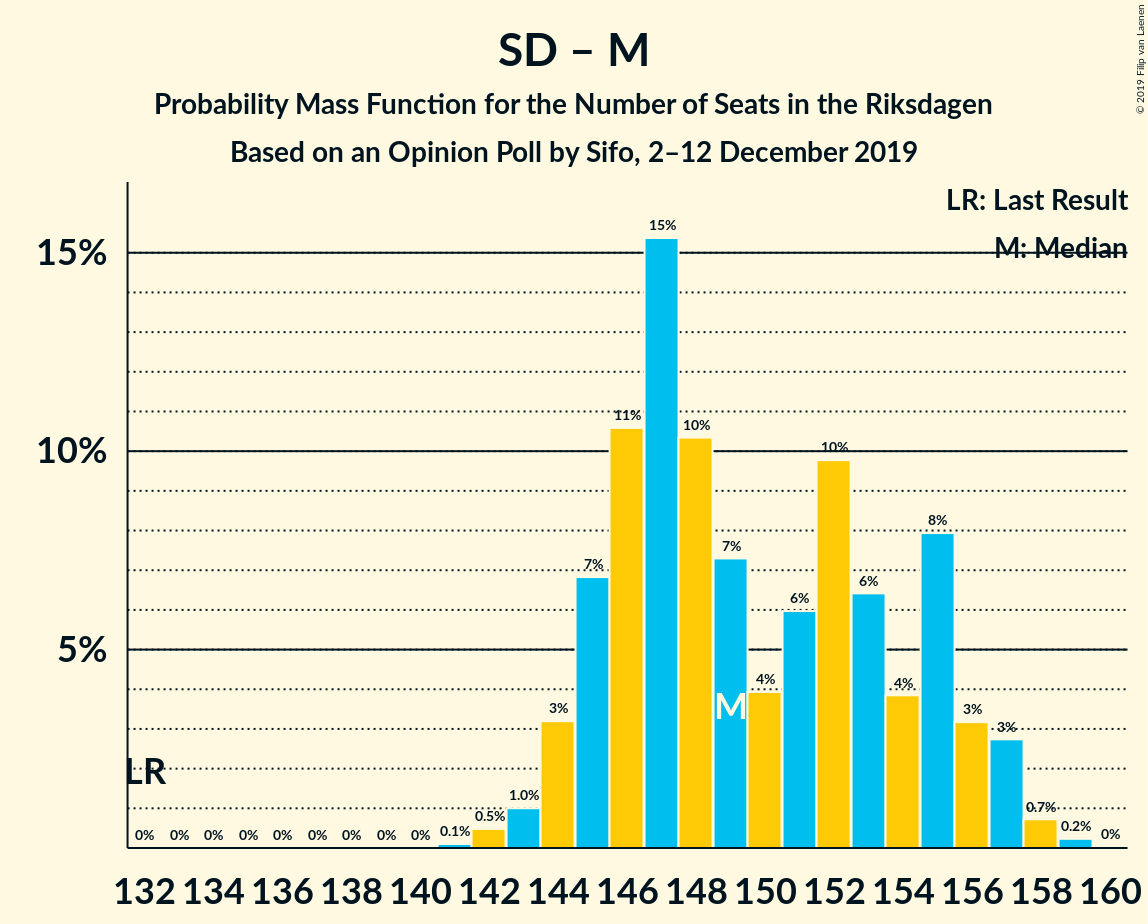 SD – M
Probability Mass Function for the Number of Seats in the Riksdagen
Based on an Opinion Poll by Sifo, 2–12 December 2019
© 2019 Filip van Laenen
LR: Last Result
M: Median
15%
10%
5%
LR
M
0% 0% 0% 0% 0% 0% 0% 0% 0% 0.1% 0.5% 1.0% 3% 7% 11% 15% 10% 7% 4% 6% 10% 6% 4% 8% 3% 3% 0.7% 0.2% 0%
132 134 136 138 140 142 144 146 148 150 152 154 156 158 160